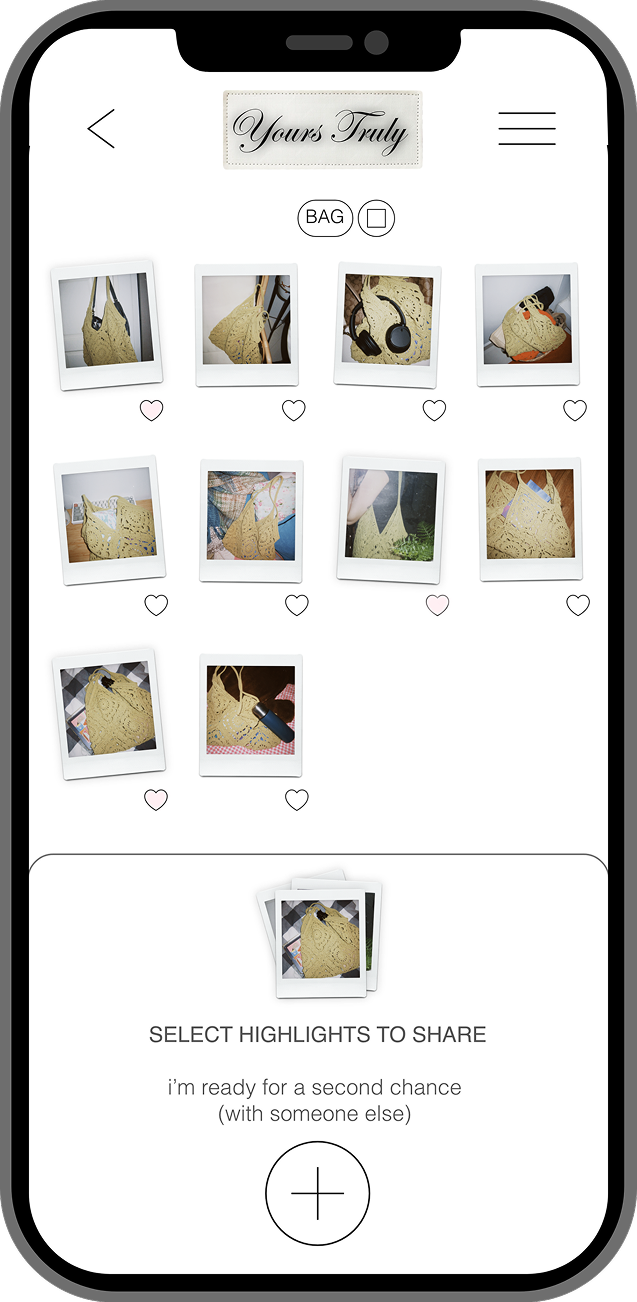 Yours Truly
BAG
SELECT HIGHLIGHTS TO SHARE
i’m ready for a second chance
(with someone else)